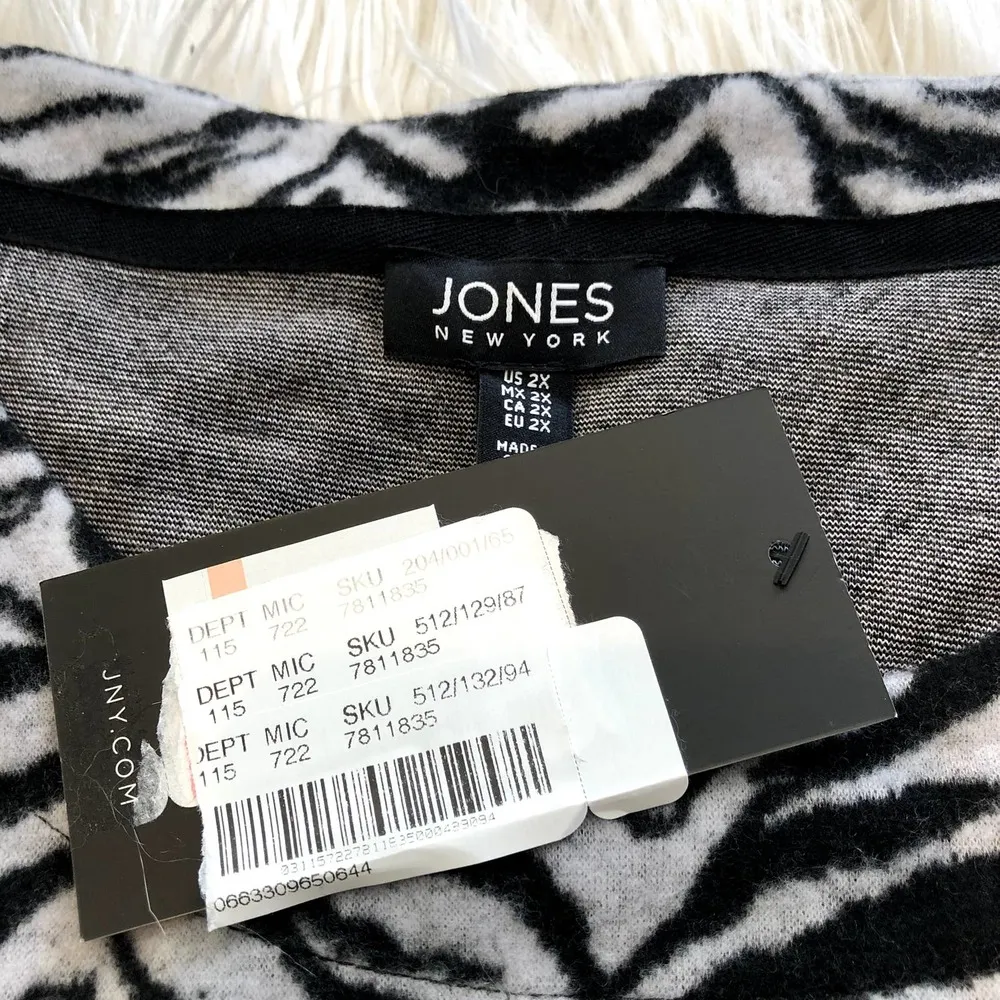 JONES
NEW YORK
US 2X
MX 2X
CA 2X
EU 2X
MADE
JNY.COM
DEPT MIC SKU 204/001/65
115 722 7811835
DEPT MIC SKU 512/129/87
115 722 7811835
DEPT MIC SKU 512/132/94
115 722 7811835
0663309650644